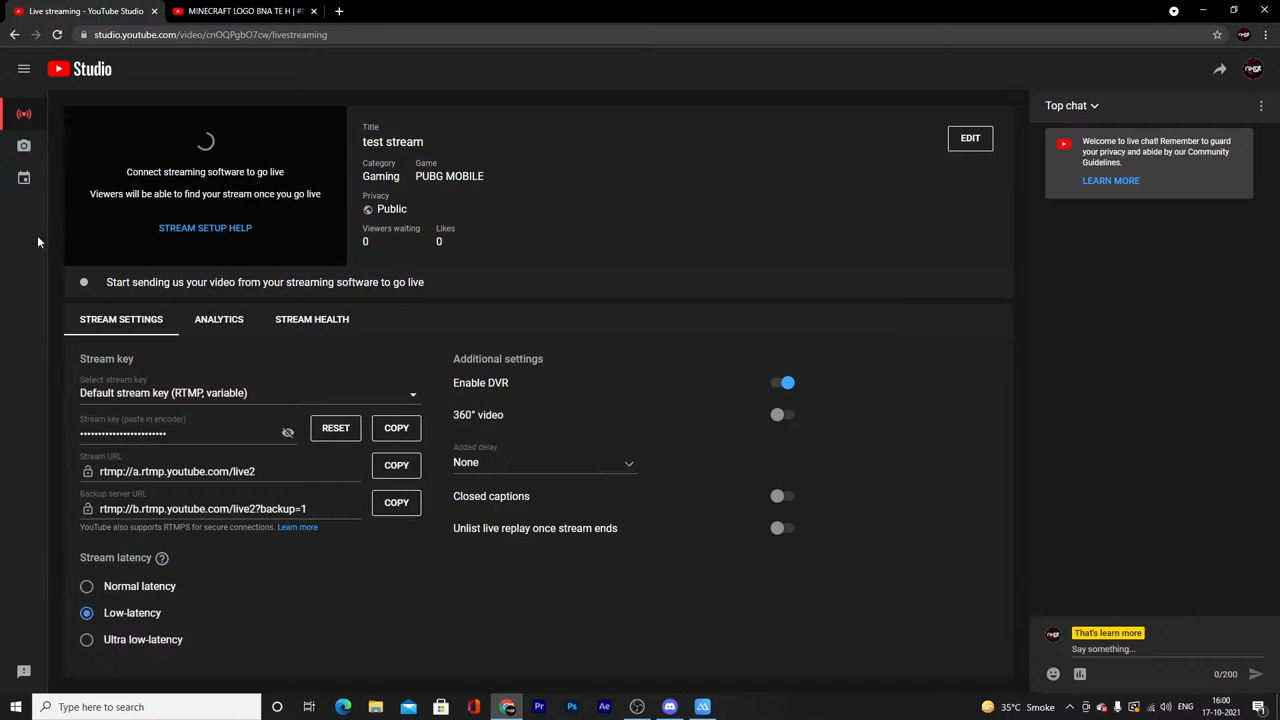 Live streaming - YouTube Studio
MINECRAFT LOGO BNA TE H | #
studio.youtube.com/video/cnOQPgbO7cw/livestreaming
Studio
Connect streaming software to go live
Viewers will be able to find your stream once you go live
STREAM SETUP HELP
Title
test stream
Category
Game
Gaming
PUBG MOBILE
Privacy
Public
Viewers waiting
Likes
0
0
EDIT
Start sending us your video from your streaming software to go live
STREAM SETTINGS
ANALYTICS
STREAM HEALTH
Stream key
Select stream key
Default stream key (RTMP, variable)
Stream key (paste in encoder)
••••••••••••••••••••••••
RESET
COPY
Stream URL
rtmp://a.rtmp.youtube.com/live2
COPY
Backup server URL
rtmp://b.rtmp.youtube.com/live2?backup=1
COPY
YouTube also supports RTMPS for secure connections. Learn more
Stream latency
Normal latency
Low-latency
Ultra low-latency
Additional settings
Enable DVR
360° video
Added delay
None
Closed captions
Unlist live replay once stream ends
Top chat
Welcome to live chat! Remember to guard
your privacy and abide by our Community
Guidelines.
LEARN MORE
That's learn more
Say something...
0/200
Type here to search
35°C Smoke
ENG
16:00
17-10-2021